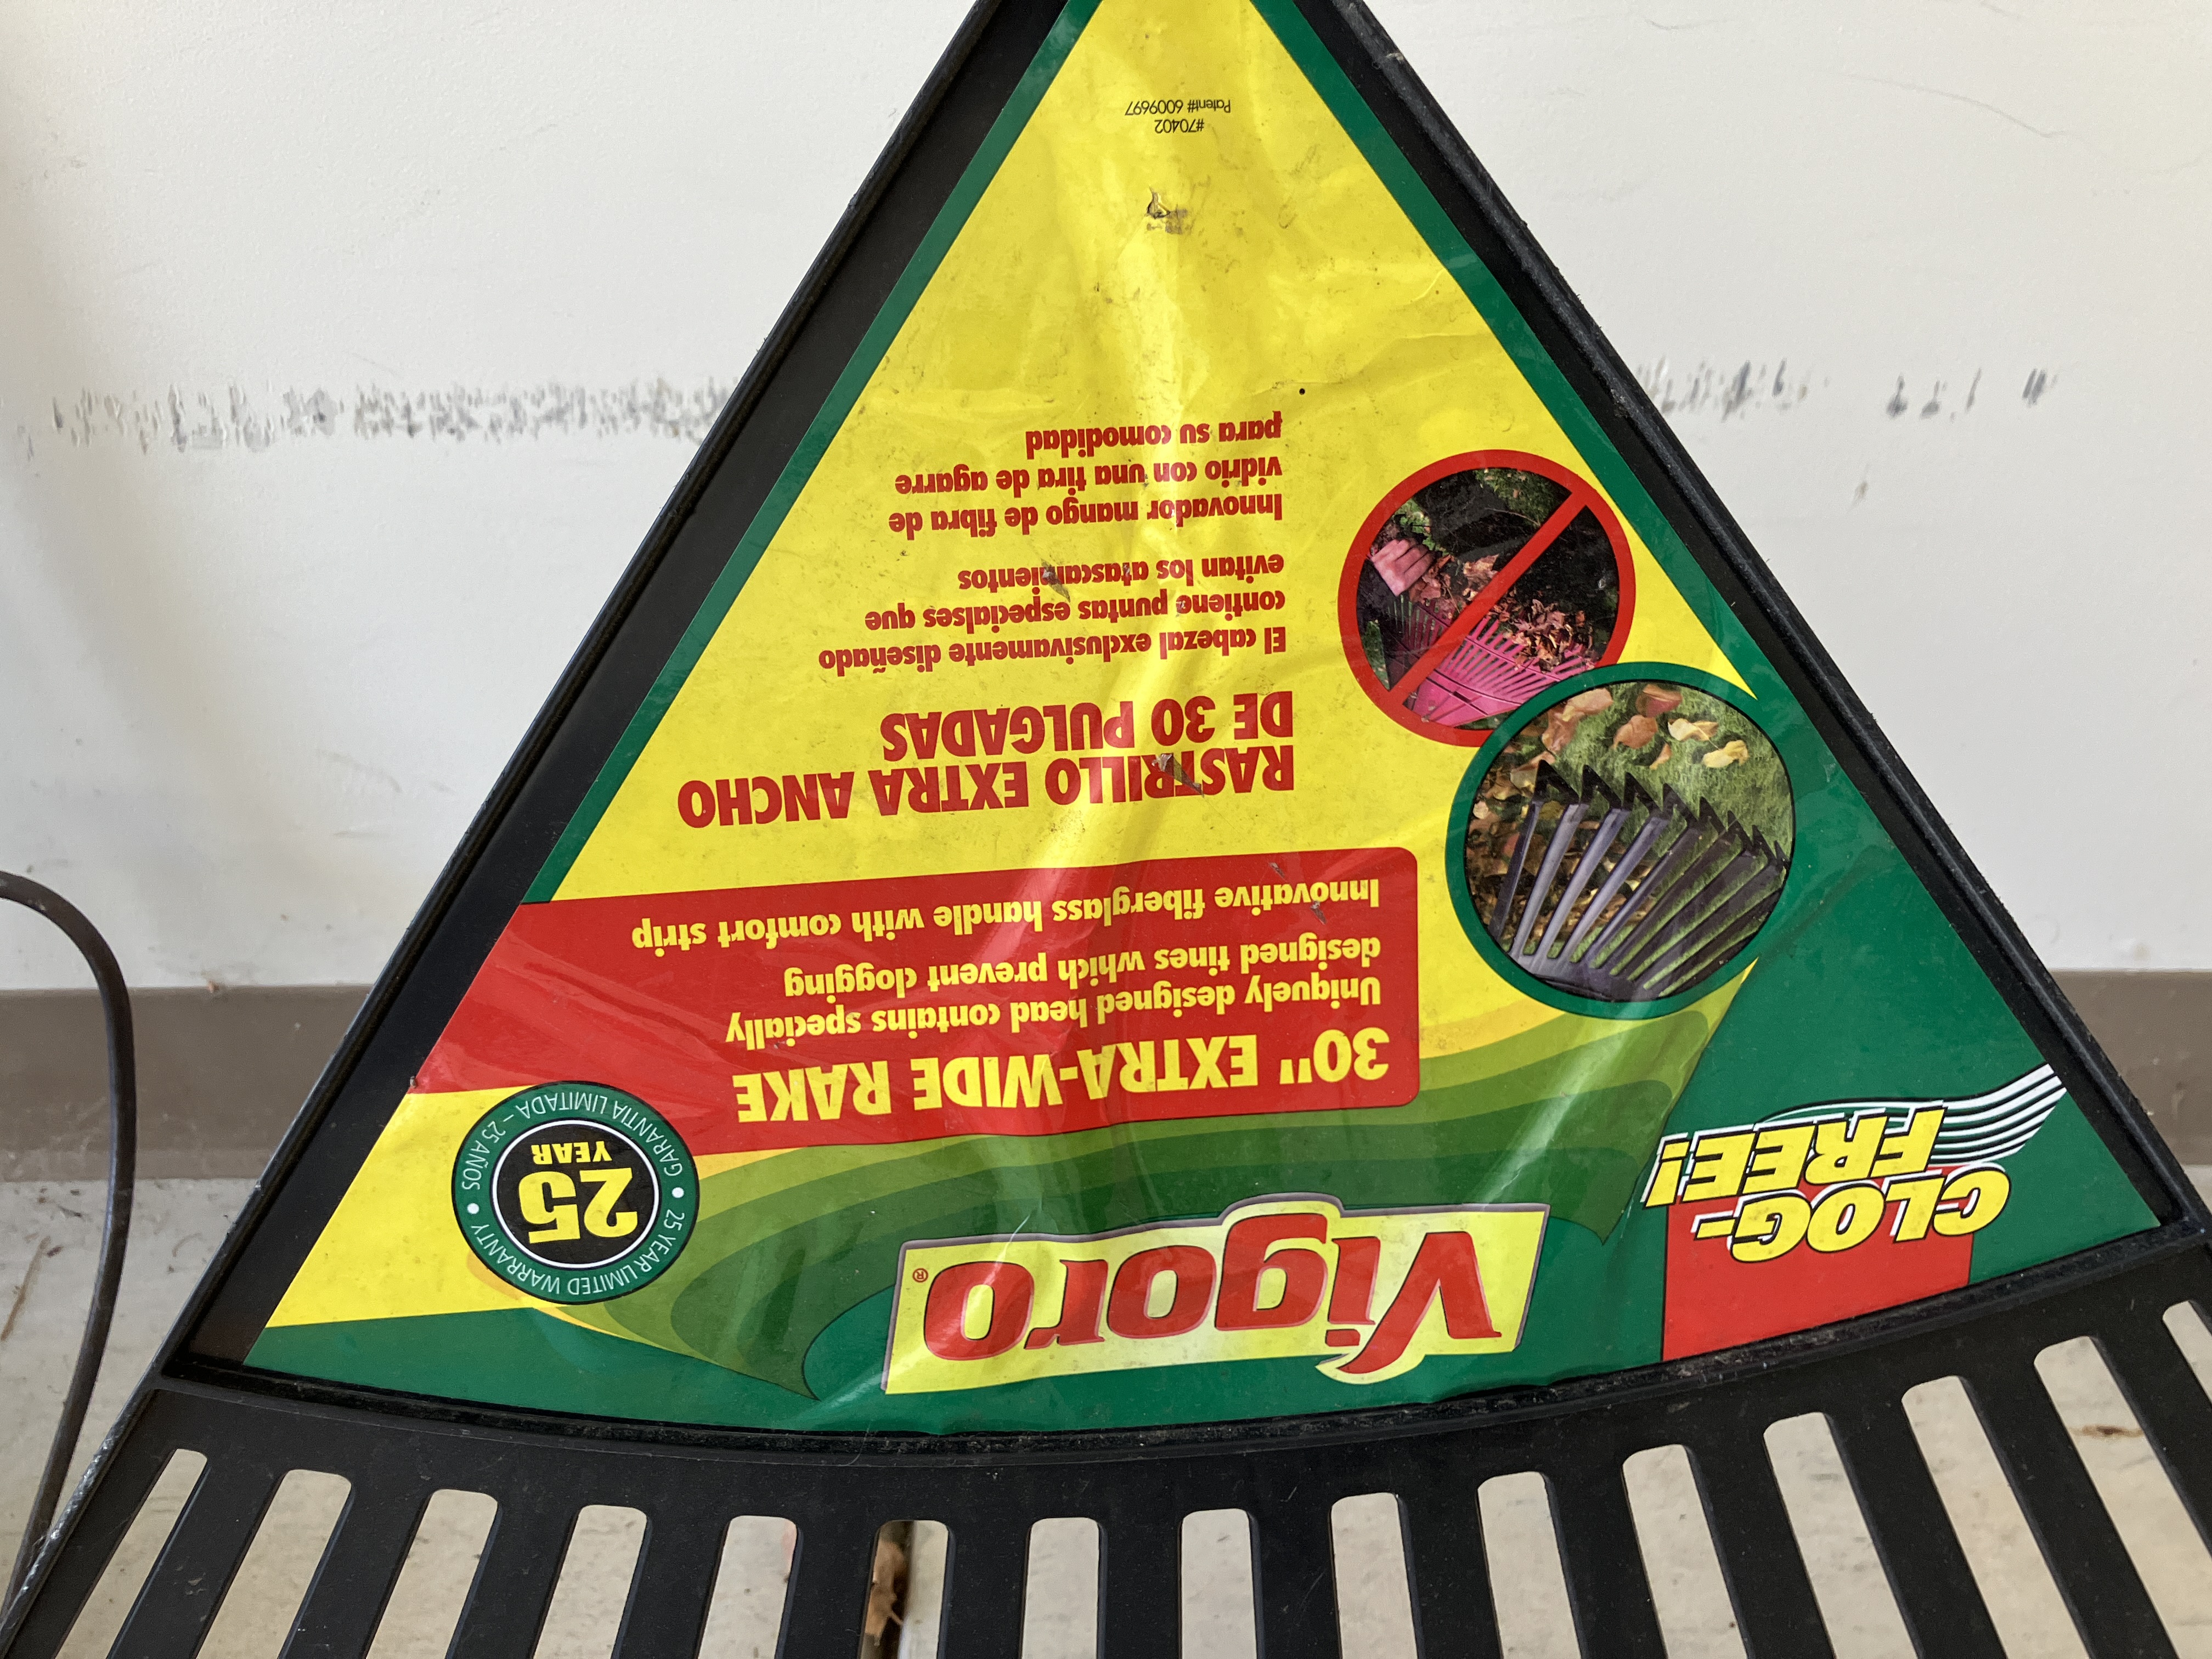 Vigoro®
CLOG-
FREE!
25 YEAR LIMITED WARRANTY • GARANTIA LIMITADA – 25 AÑOS •
25
YEAR
30" EXTRA-WIDE RAKE
Uniquely designed head contains specially
designed tines which prevent clogging
Innovative fiberglass handle with comfort strip
RASTRILLO EXTRA ANCHO
DE 30 PULGADAS
El cabezal exclusivamente diseñado
contiene puntas especialses que
evitan los atascamientos
Innovador mango de fibra de
vidrio con una tira de agarre
para su comodidad
#70402
Patent# 6009697